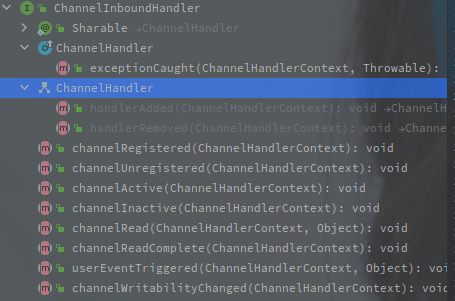 ChannelInboundHandler
Sharable →ChannelHandler
ChannelHandler
exceptionCaught(ChannelHandlerContext, Throwable):
ChannelHandler
handlerAdded(ChannelHandlerContext): void →ChannelH
handlerRemoved(ChannelHandlerContext): void →Channe
channelRegistered(ChannelHandlerContext): void
channelUnregistered(ChannelHandlerContext): void
channelActive(ChannelHandlerContext): void
channelInactive(ChannelHandlerContext): void
channelRead(ChannelHandlerContext, Object): void
channelReadComplete(ChannelHandlerContext): void
userEventTriggered(ChannelHandlerContext, Object): voi
channelWritabilityChanged(ChannelHandlerContext): void